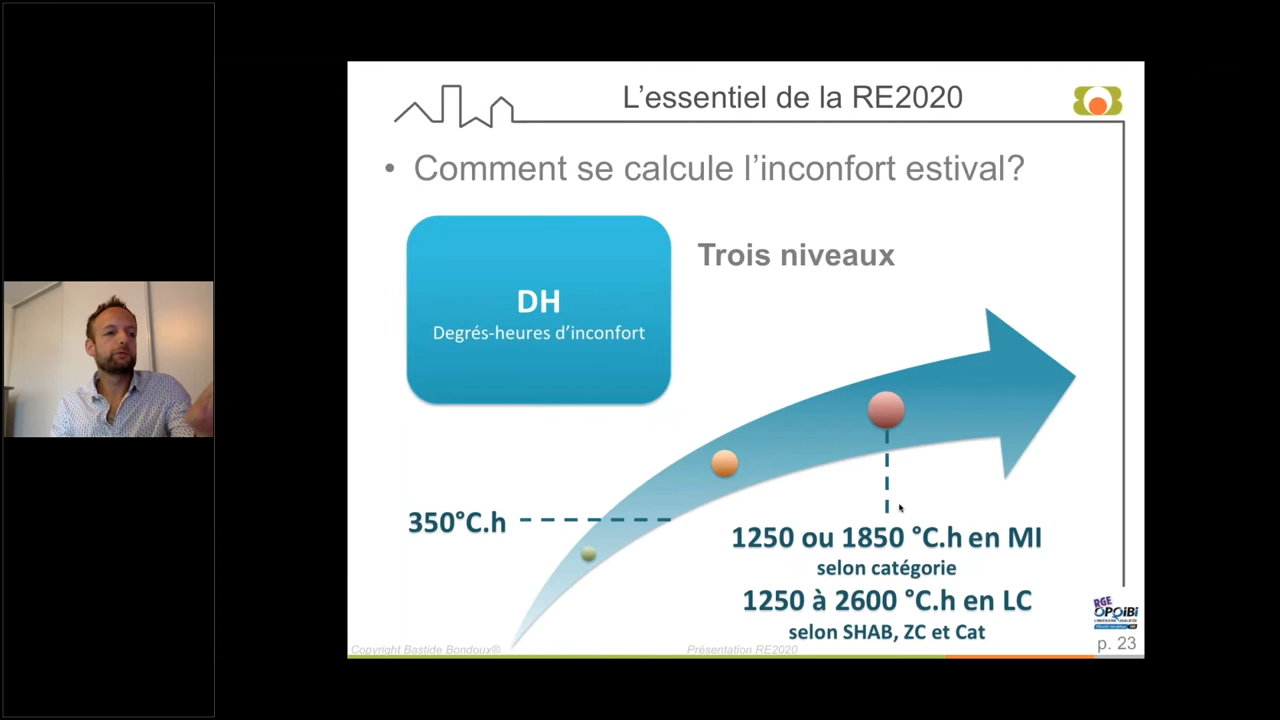 L'essentiel de la RE2020
• Comment se calcule l'inconfort estival?
DH
Degrés-heures d'inconfort
Trois niveaux
350°C.h
1250 ou 1850 °C.h en MI
selon catégorie
1250 à 2600 °C.h en LC
selon SHAB, ZC et Cat
RGE
OPQIBI
Copyright Bastide Bondoux®
Présentation RE2020
p. 23